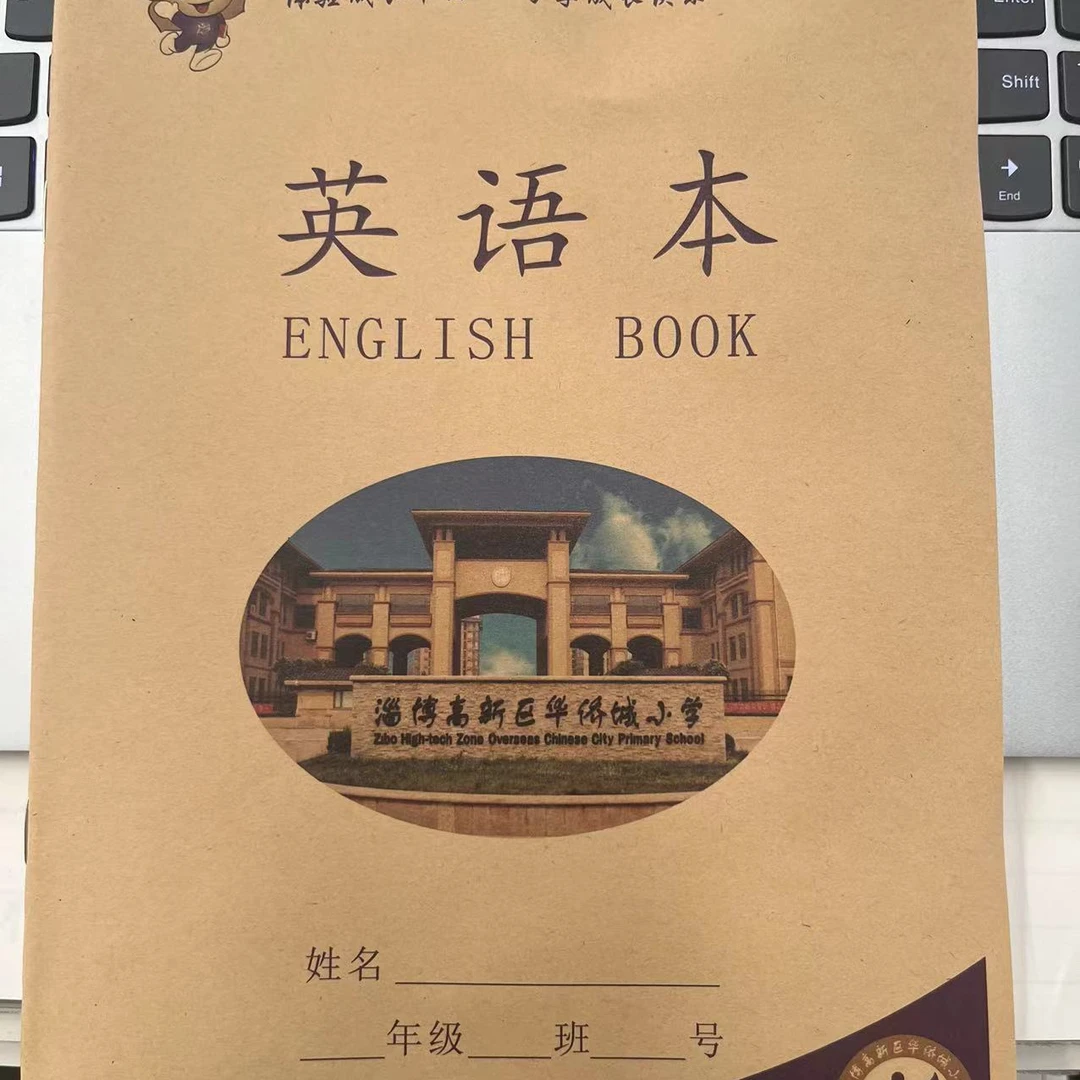 英语本
ENGLISH BOOK
淄博高新区华侨城小学
Zibo High-tech Zone Overseas Chinese City Primary School
姓名
年级 班 号
Enter
Shift
End